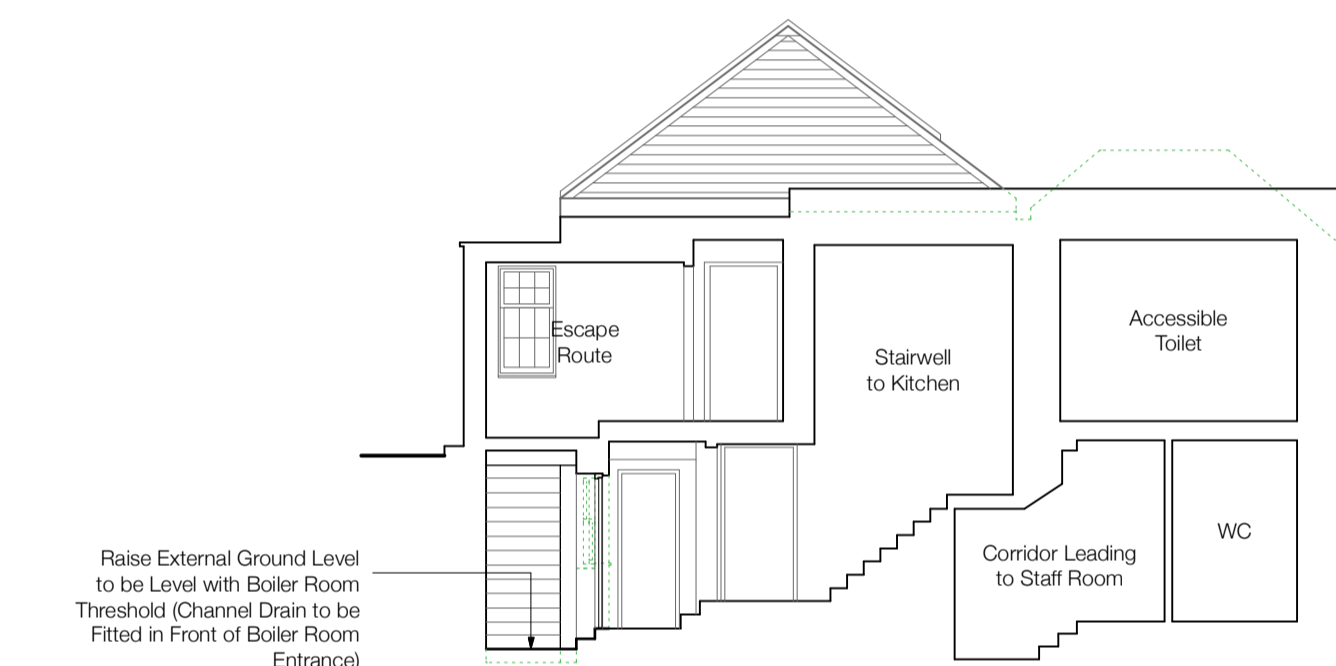 Escape
Route
Stairwell
to Kitchen
Accessible
Toilet
Corridor Leading
to Staff Room
WC
Raise External Ground Level
to be Level with Boiler Room
Threshold (Channel Drain to be
Fitted in Front of Boiler Room
Entrance)